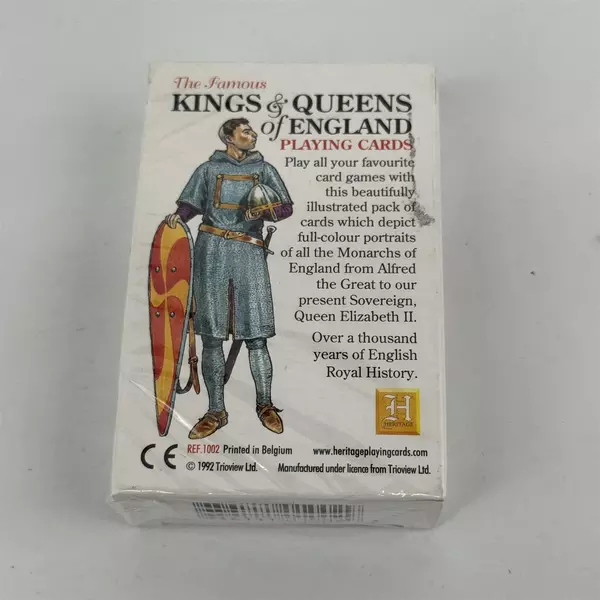 The Famous
KINGS & QUEENS
of ENGLAND
PLAYING CARDS
Play all your favourite
card games with
this beautifully
illustrated pack of
cards which depict
full-colour portraits
of all the Monarchs of
England from Alfred
the Great to our
present Sovereign,
Queen Elizabeth II.
Over a thousand
years of English
Royal History.
H
HERITAGE
CE
REF.1002 Printed in Belgium
www.heritageplayingcards.com
© 1992 Trioview Ltd.
Manufactured under licence from Trioview Ltd.